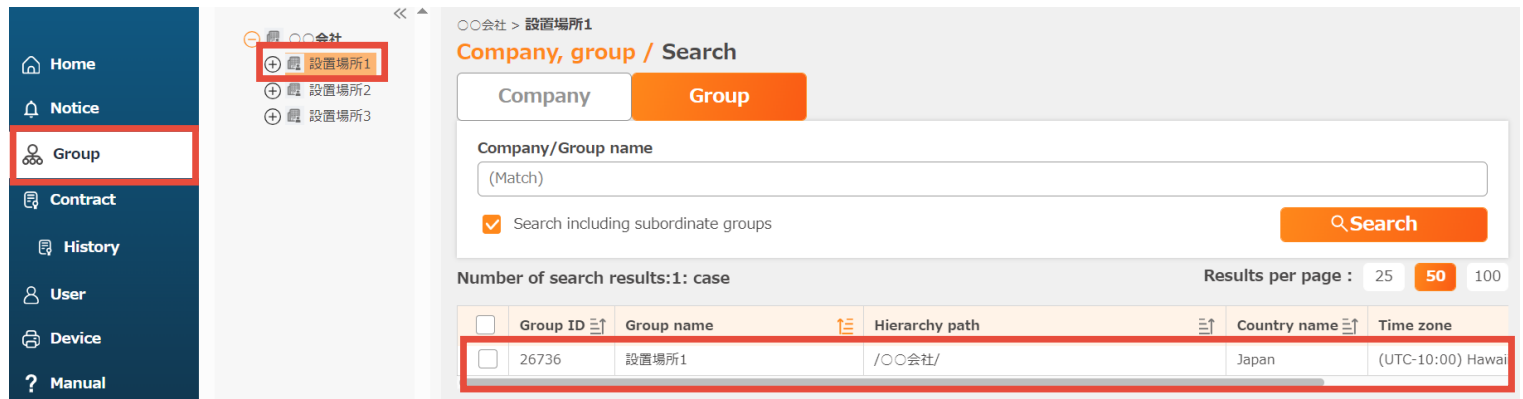 Home
Notice
Group
Contract
History
User
Device
Manual
○○会社
設置場所1
設置場所2
設置場所3
○○会社 > 設置場所1
Company, group / Search
Company
Group
Company/Group name
(Match)
Search including subordinate groups
Search
Number of search results:1: case
Results per page : 25 50 100
Group ID Group name Hierarchy path Country name Time zone
26736 設置場所1 /○○会社/ Japan (UTC-10:00) Hawai